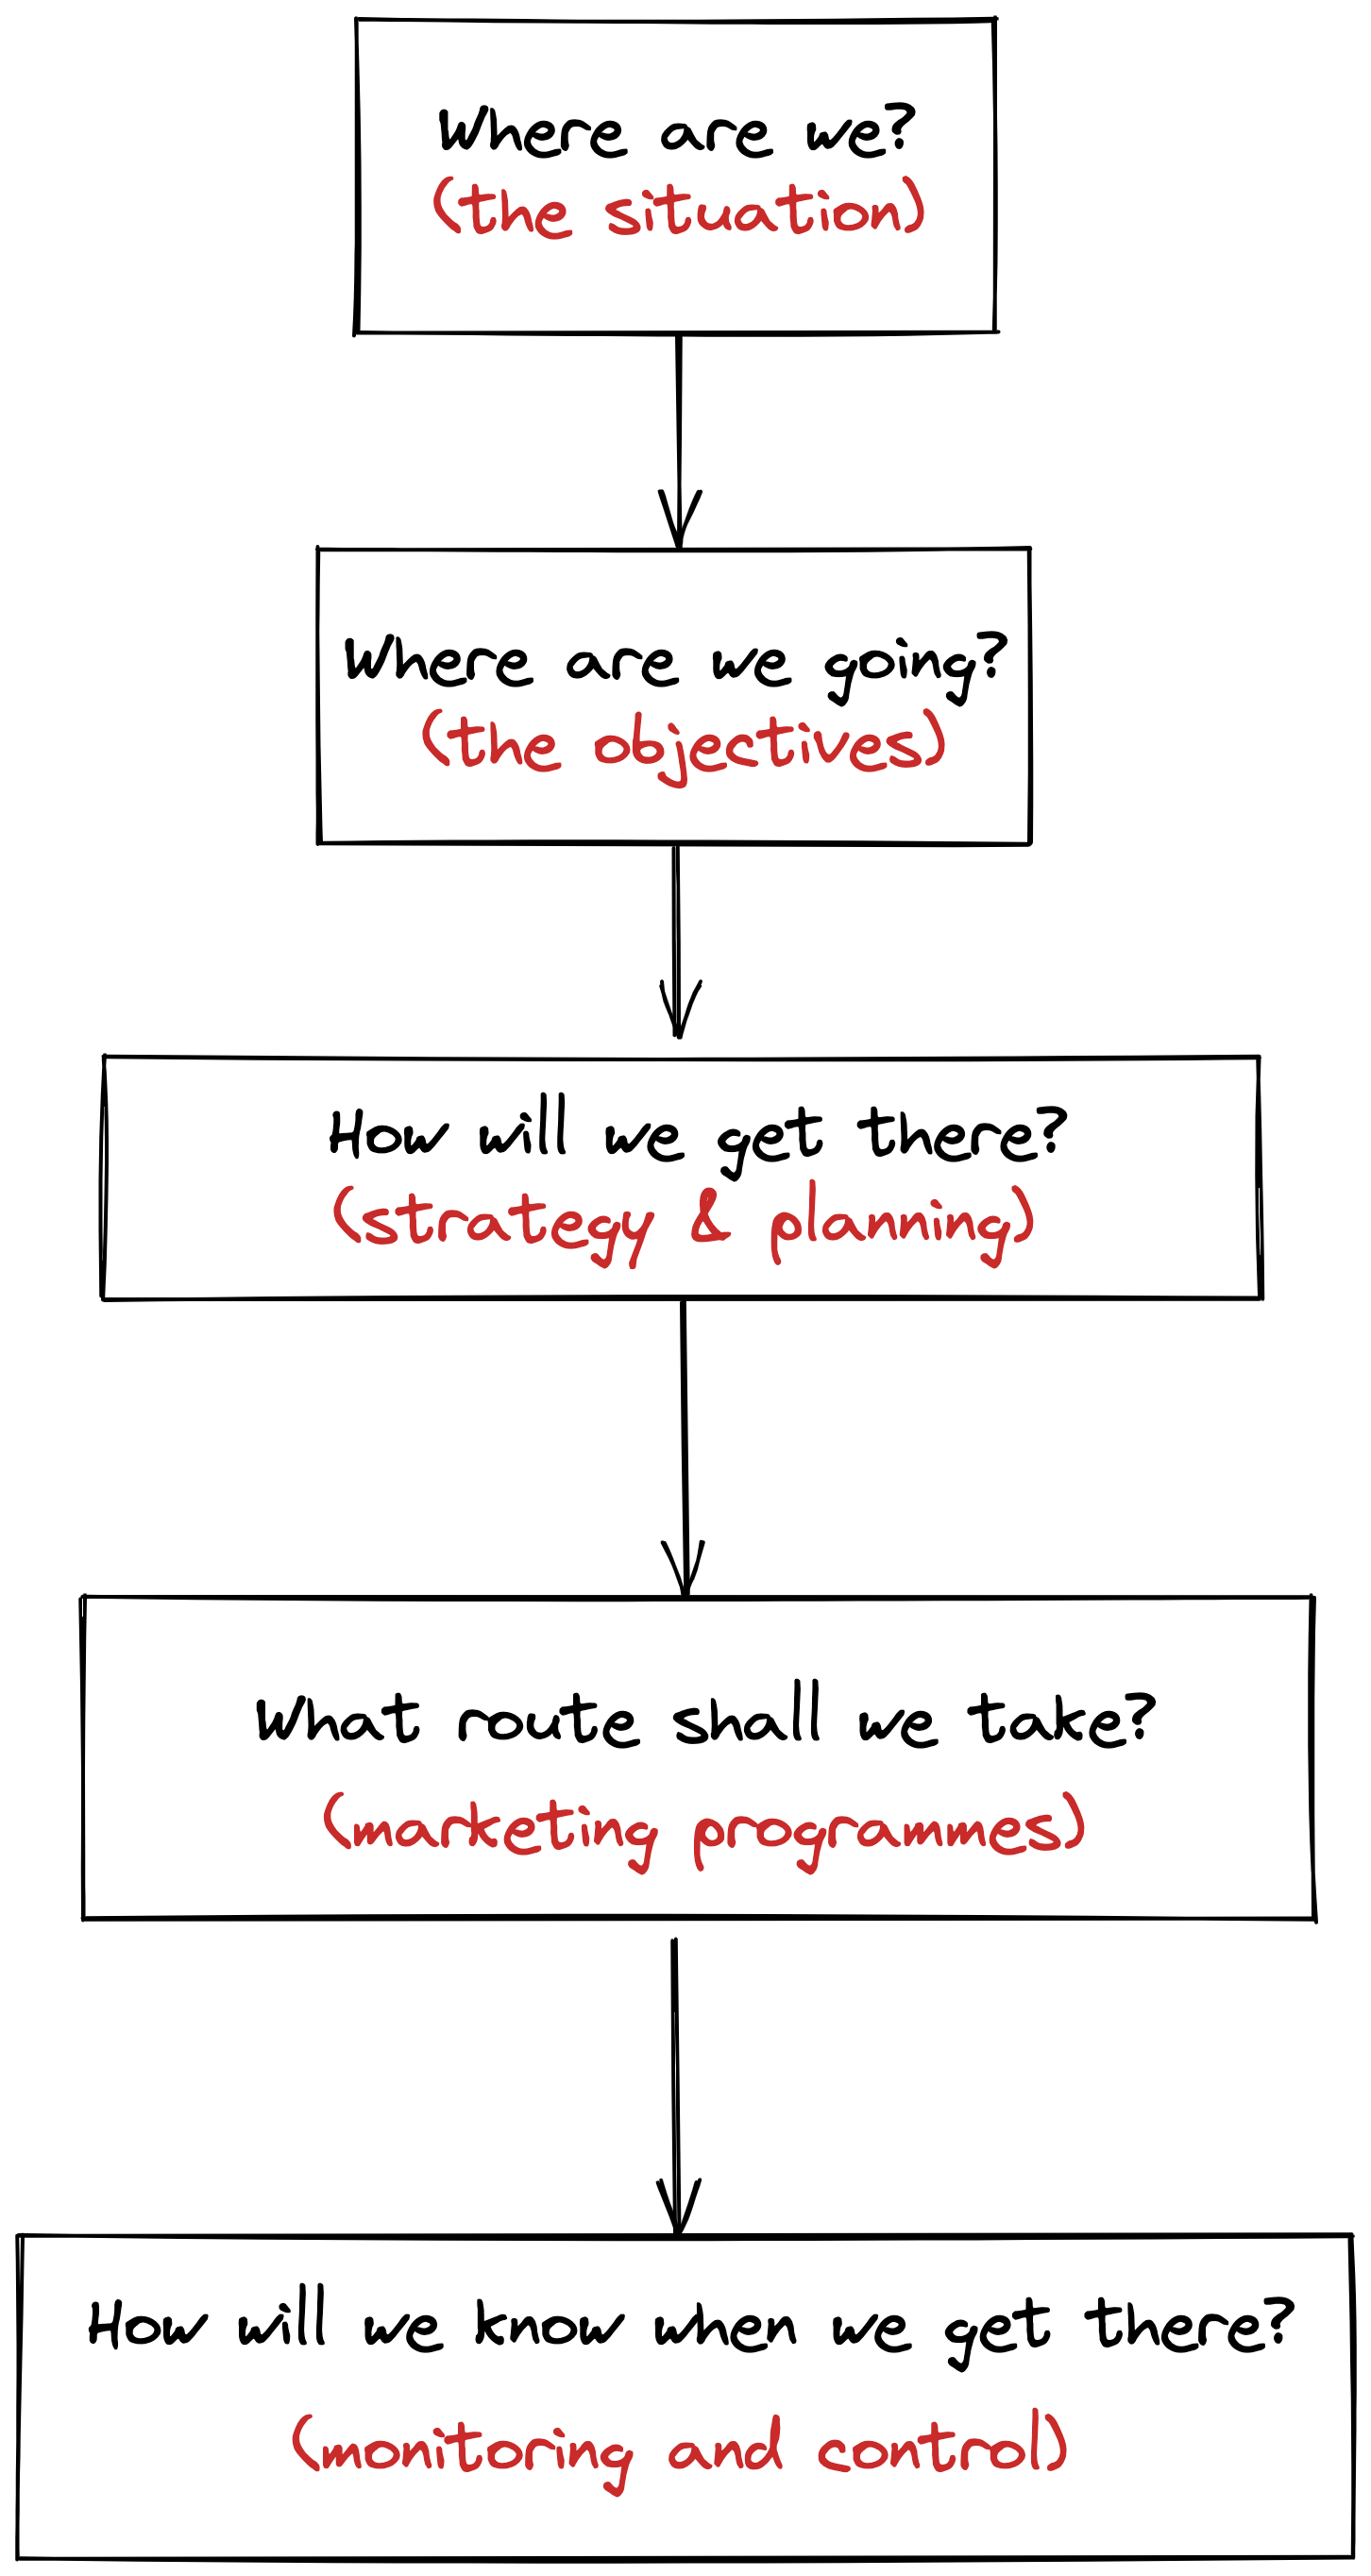 Where are we?
(the situation)
Where are we going?
(the objectives)
How will we get there?
(strategy & planning)
What route shall we take?
(marketing programmes)
How will we know when we get there?
(monitoring and control)